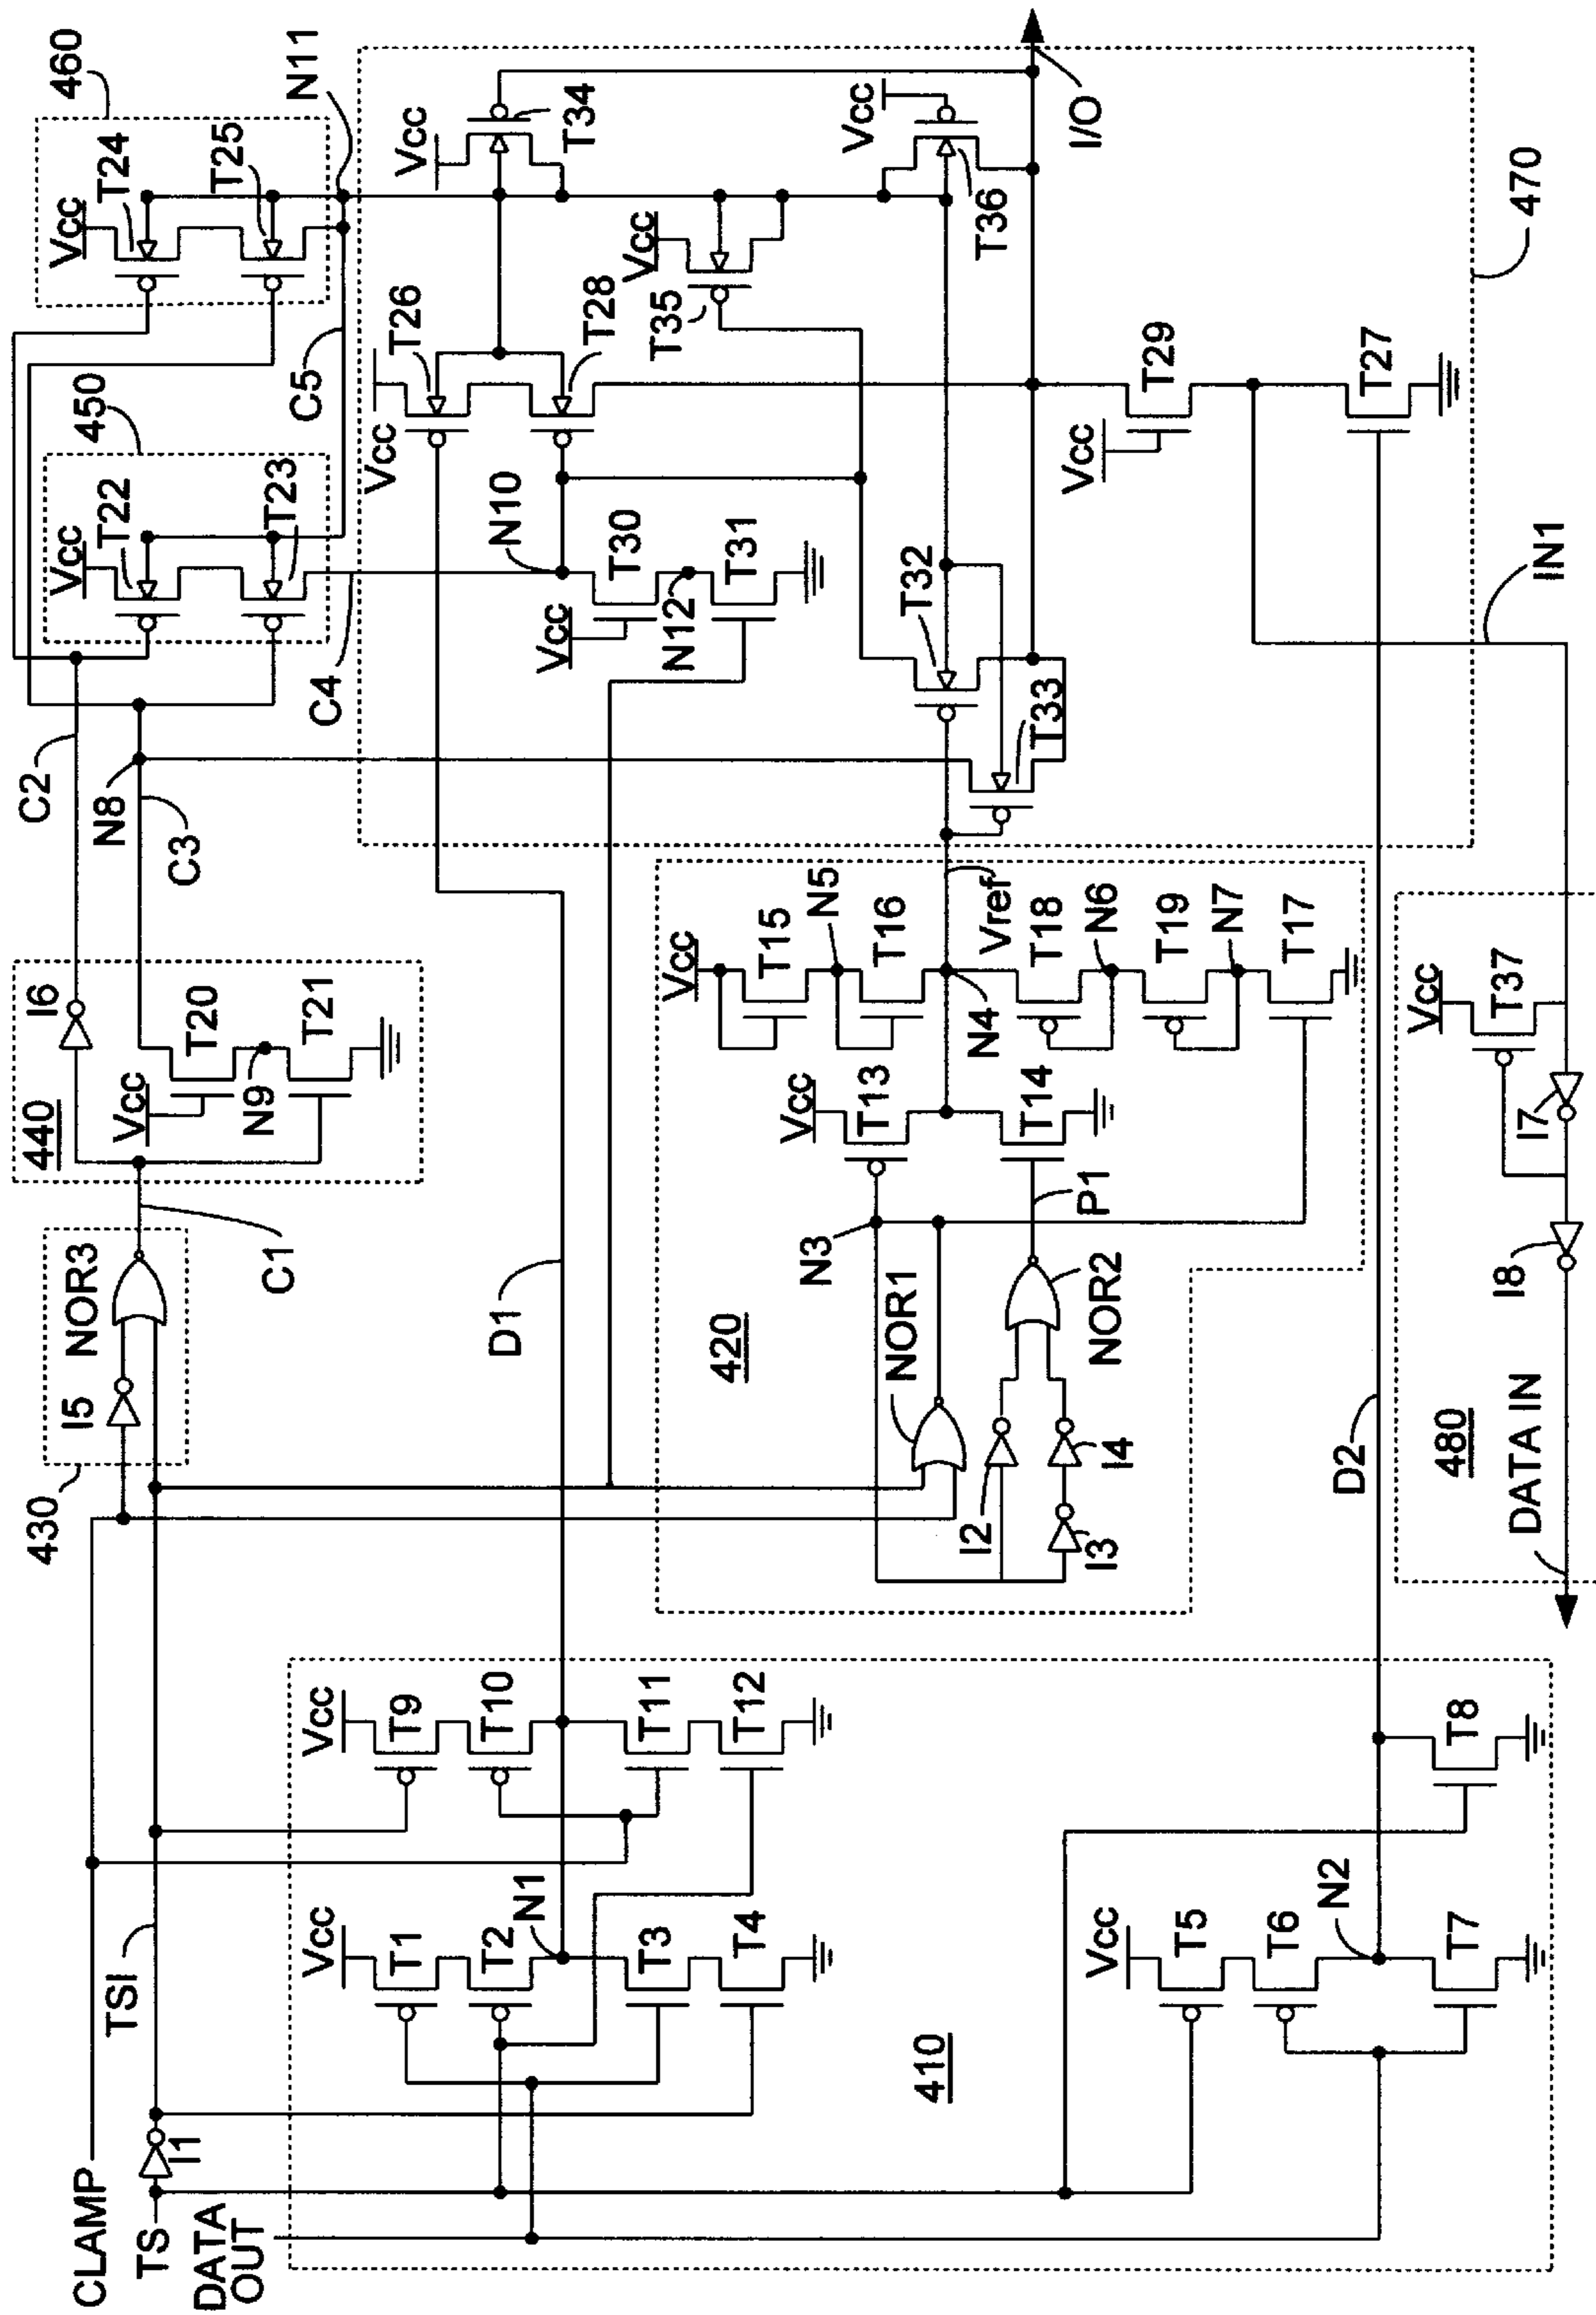 CLAMP
TS
DATA
OUT
I1
TSI
410
Vcc
T1
T2
N1
T3
T4
Vcc
T9
T10
T11
T12
Vcc
T5
T6
N2
T7
T8
430
I5
NOR3
C1
D1
D2
420
N3
NOR1
NOR2
I2
I3
I4
P1
Vcc
T13
T14
Vcc
T15
N5
T16
N4
Vref
T18
N6
T19
N7
T17
440
I6
Vcc
T20
N9
T21
C2
N8
C3
C4
450
Vcc
T22
T23
C5
460
Vcc
T24
T25
N11
N10
Vcc
T30
N12
T31
Vcc
T26
T28
Vcc
T34
Vcc
T35
Vcc
T36
T32
T33
I/O
470
Vcc
T29
T27
IN1
480
DATA IN
Vcc
T37
I7
I8